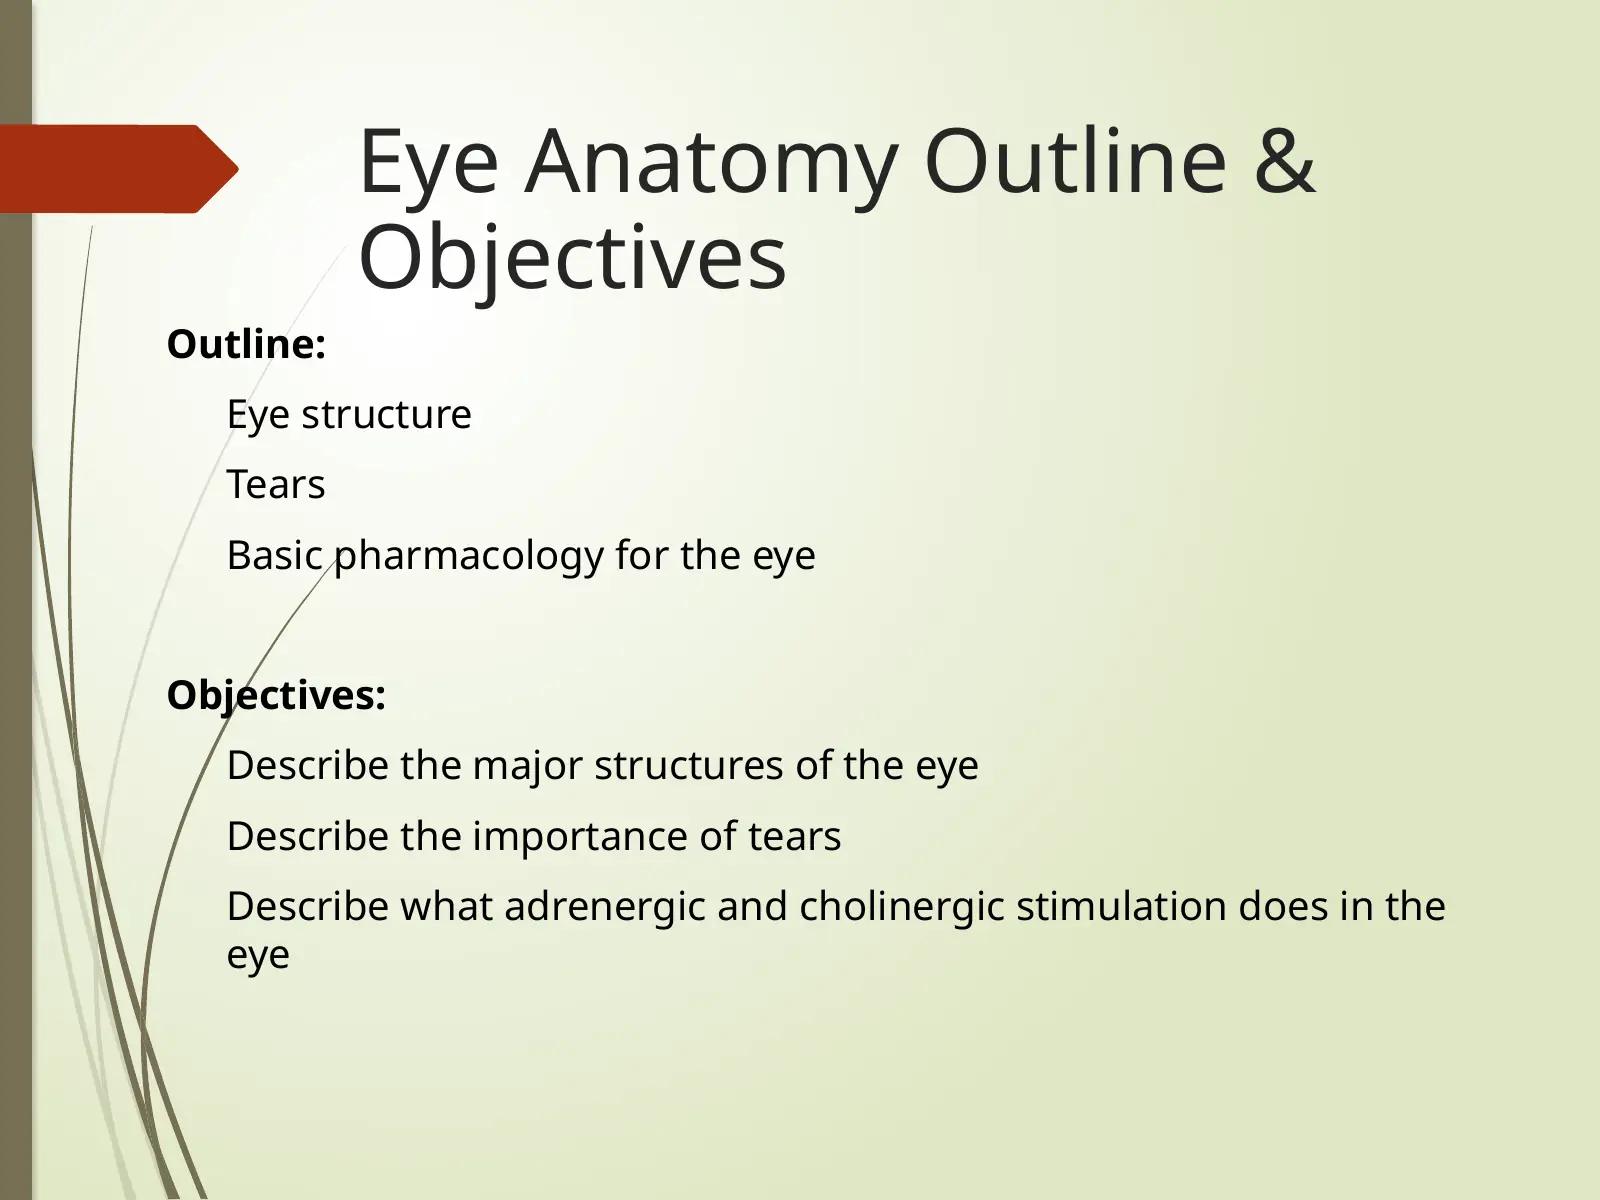 Eye Anatomy Outline &
Objectives
Outline:
Eye structure
Tears
Basic pharmacology for the eye
Objectives:
Describe the major structures of the eye
Describe the importance of tears
Describe what adrenergic and cholinergic stimulation does in the
eye